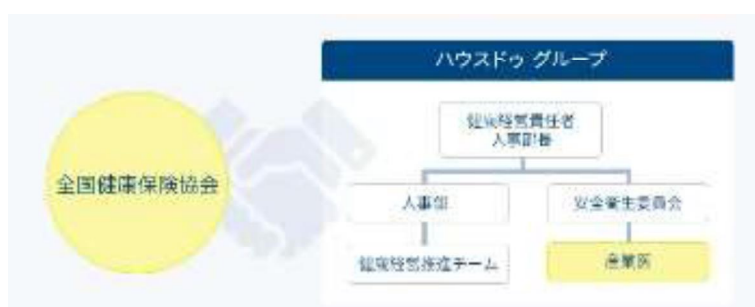 ハウスドゥ グループ
全国健康保険協会
健康経営責任者
人事部長
人事部
安全衛生委員会
健康経営推進チーム
産業医